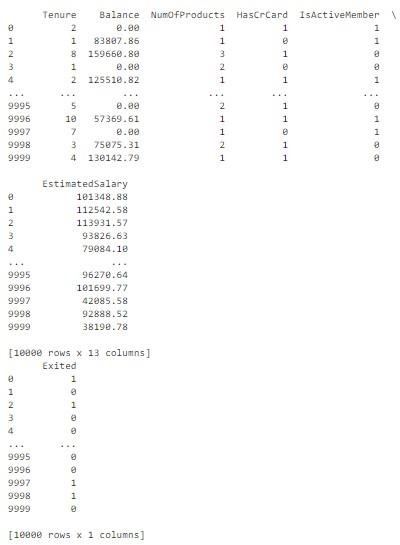 Tenure Balance NumOfProducts HasCrCard IsActiveMember \
0 2 0.00 1 1 1
1 1 83807.86 1 0 1
2 8 159660.80 3 1 0
3 1 0.00 2 0 0
4 2 125510.82 1 1 1
... ... ... ... ... ...
9995 5 0.00 2 1 0
9996 10 57369.61 1 1 1
9997 7 0.00 1 0 1
9998 3 75075.31 2 1 0
9999 4 130142.79 1 1 0
EstimatedSalary
0 101348.88
1 112542.58
2 113931.57
3 93826.63
4 79084.10
... ...
9995 96270.64
9996 101699.77
9997 42085.58
9998 92888.52
9999 38190.78
[10000 rows x 13 columns]
Exited
0 1
1 0
2 1
3 0
4 0
... ...
9995 0
9996 0
9997 1
9998 1
9999 0
[10000 rows x 1 columns]